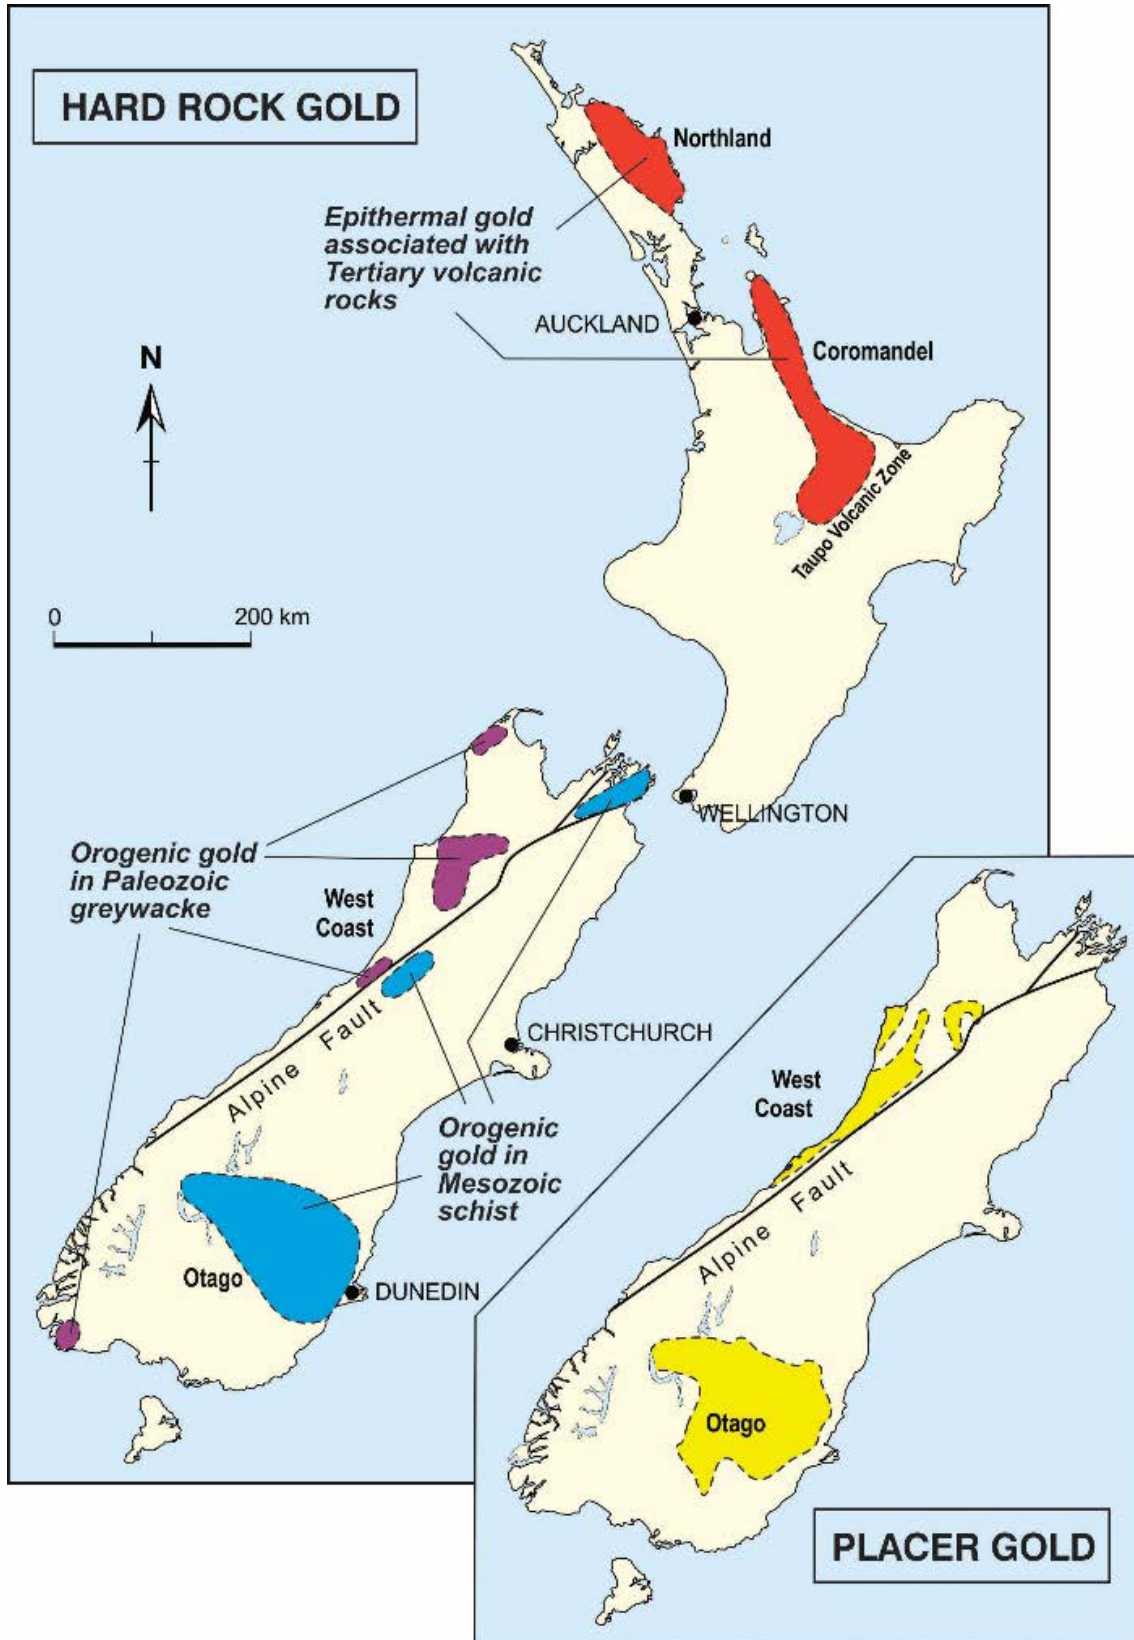 HARD ROCK GOLD
Northland
Epithermal gold
associated with
Tertiary volcanic
rocks
AUCKLAND
Coromandel
N
Taupo Volcanic Zone
0 200 km
WELLINGTON
Orogenic gold
in Paleozoic
greywacke
West
Coast
CHRISTCHURCH
Alpine Fault
Orogenic
gold in
Mesozoic
schist
Otago
DUNEDIN
West
Coast
Alpine Fault
Otago
PLACER GOLD